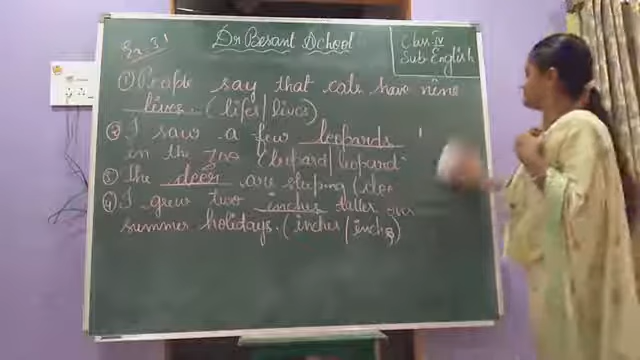 Ex. 3
Dr Besant School
Class: IV
Sub English
① People say that cats have nine
lives. (lifes/lives)
② I saw a few leopards
in the zoo (leopard/leopard
③ The deer are sleeping (dee
④ I grew two inches taller over
summer holidays. (inches/inchs)